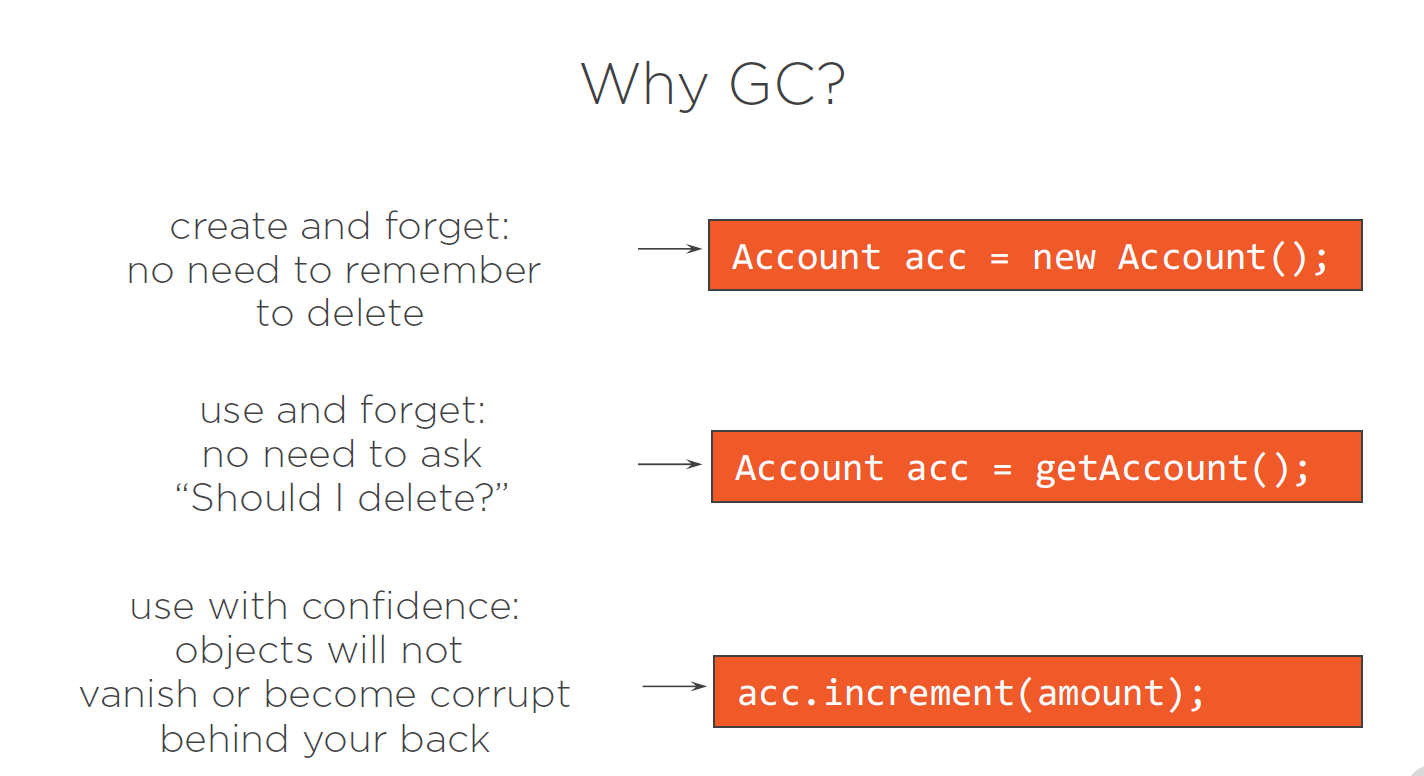 Why GC?
create and forget:
no need to remember
to delete
Account acc = new Account();
use and forget:
no need to ask
“Should I delete?”
Account acc = getAccount();
use with confidence:
objects will not
vanish or become corrupt
behind your back
acc.increment(amount);